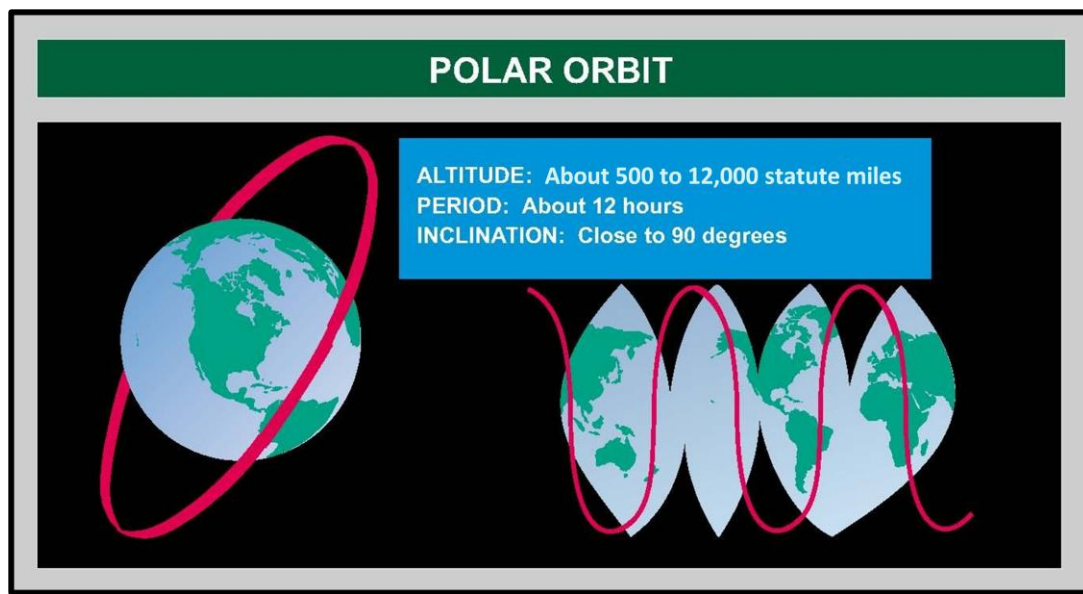 POLAR ORBIT
ALTITUDE: About 500 to 12,000 statute miles
PERIOD: About 12 hours
INCLINATION: Close to 90 degrees